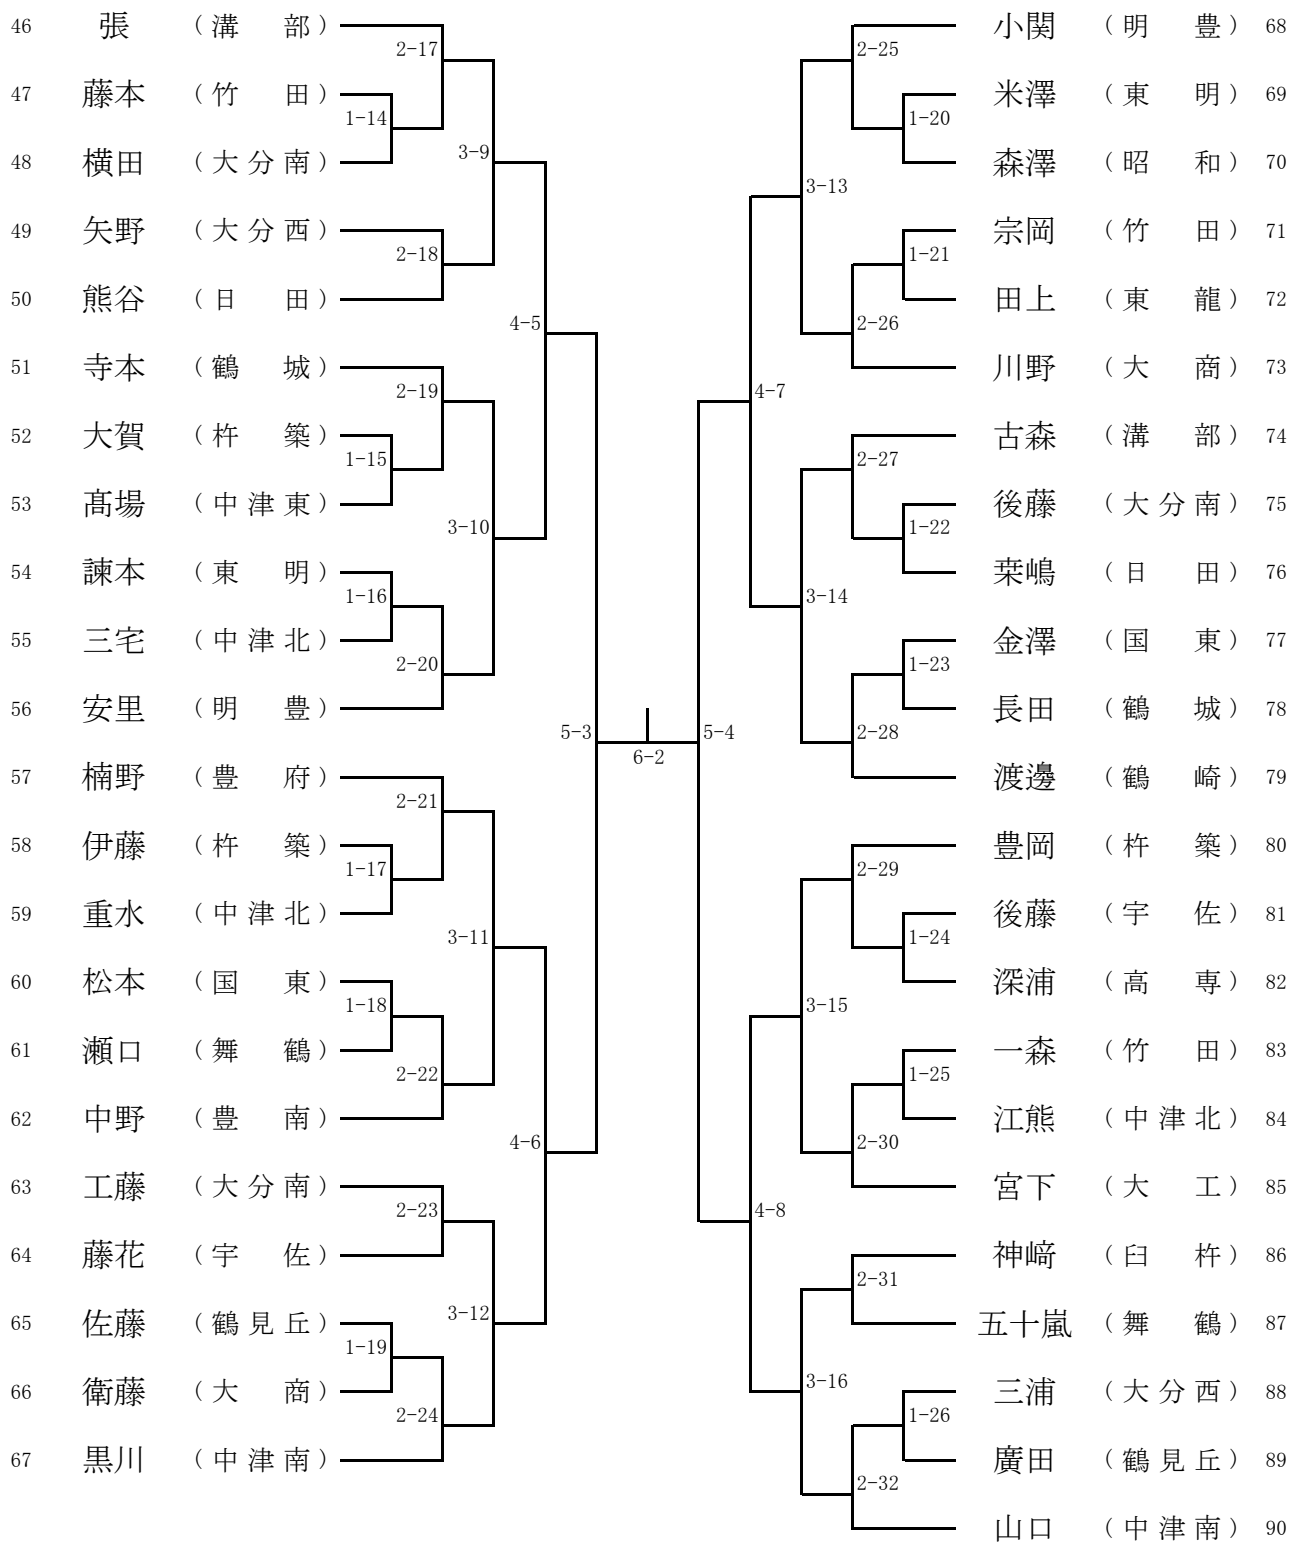 46 張 （溝 部） 2-17
47 藤本 （竹 田） 1-14
48 横田 （大分南） 3-9
49 矢野 （大分西） 2-18
50 熊谷 （日 田） 4-5
51 寺本 （鶴 城） 2-19
52 大賀 （杵 築） 1-15
53 髙場 （中津東） 3-10
54 諫本 （東 明） 1-16
55 三宅 （中津北） 2-20
56 安里 （明 豊） 5-3
57 楠野 （豊 府） 2-21
58 伊藤 （杵 築） 1-17
59 重水 （中津北） 3-11
60 松本 （国 東） 1-18
61 瀬口 （舞 鶴） 2-22
62 中野 （豊 南） 4-6
63 工藤 （大分南） 2-23
64 藤花 （宇 佐）
65 佐藤 （鶴見丘） 3-12
1-19
66 衛藤 （大 商） 2-24
67 黒川 （中津南）
6-2
2-25 小関 （明 豊） 68
1-20 米澤 （東 明） 69
3-13 森澤 （昭 和） 70
1-21 宗岡 （竹 田） 71
2-26 田上 （東 龍） 72
4-7 川野 （大 商） 73
2-27 古森 （溝 部） 74
1-22 後藤 （大分南） 75
3-14 桒嶋 （日 田） 76
1-23 金澤 （国 東） 77
5-4 2-28 長田 （鶴 城） 78
渡邊 （鶴 崎） 79
2-29 豊岡 （杵 築） 80
1-24 後藤 （宇 佐） 81
3-15 深浦 （高 専） 82
1-25 一森 （竹 田） 83
2-30 江熊 （中津北） 84
4-8 宮下 （大 工） 85
2-31 神﨑 （臼 杵） 86
五十嵐 （舞 鶴） 87
3-16 三浦 （大分西） 88
1-26
2-32 廣田 （鶴見丘） 89
山口 （中津南） 90